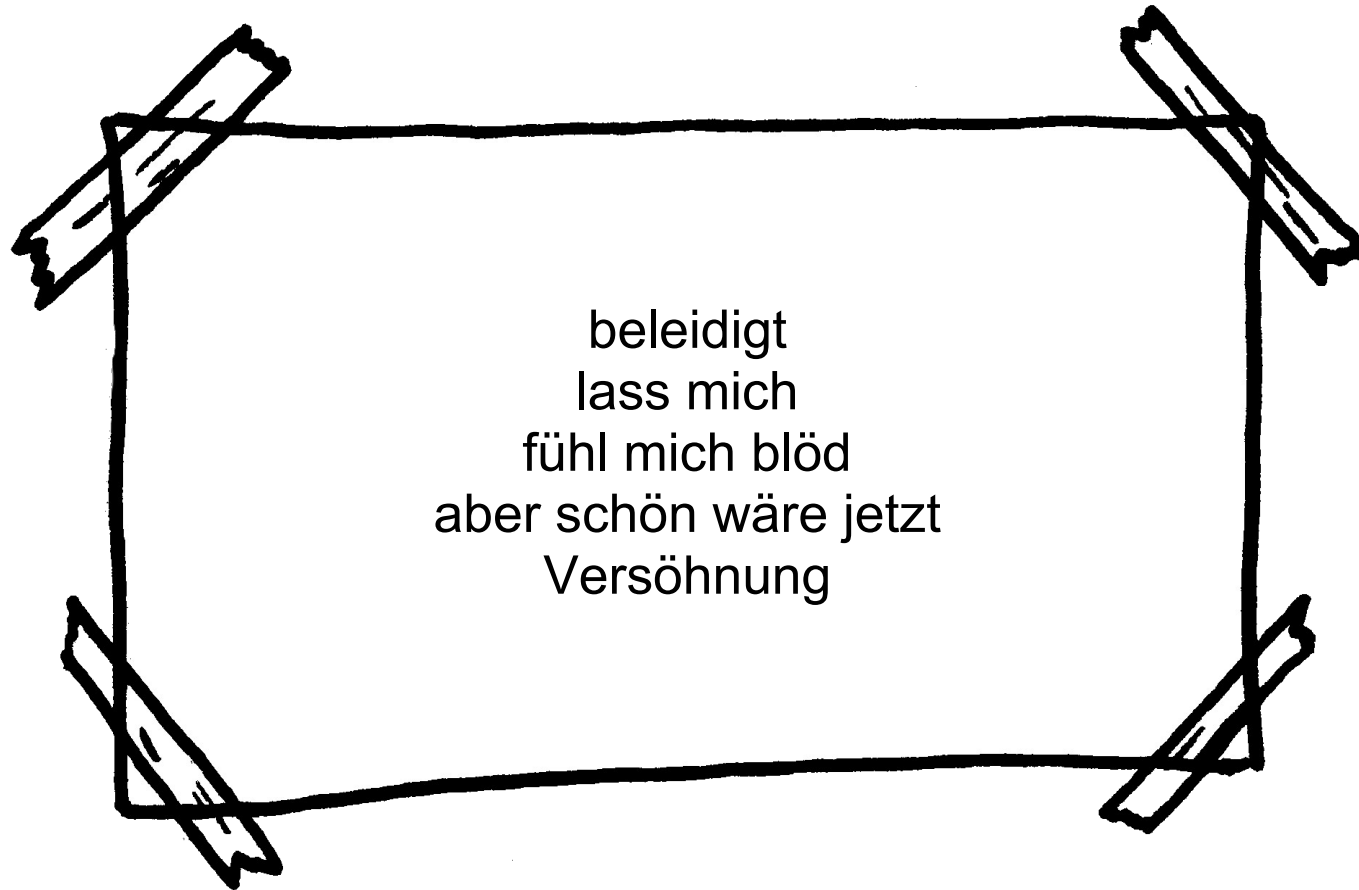 beleidigt
lass mich
fühl mich blöd
aber schön wäre jetzt
Versöhnung